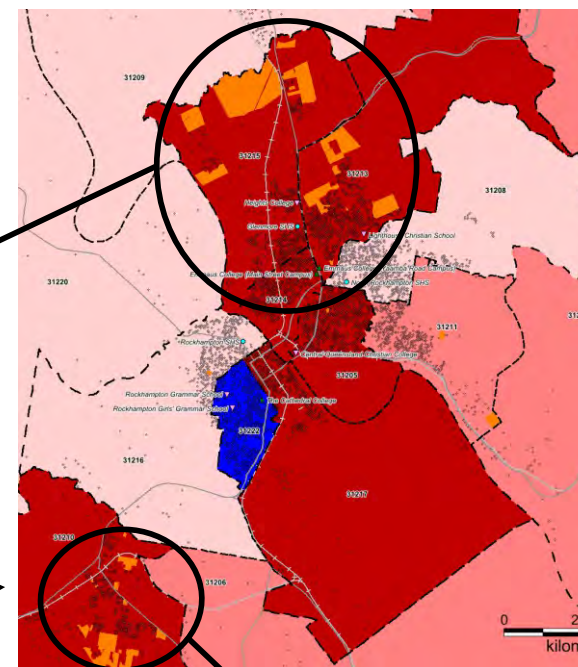 31209
31215
31213
31208
Heights College
Glenmore SHS
Lighthouse Christian School
31220
Emmaus College (Main Street Campus)
Emmaus College (Yaamba Road Campus)
North Rockhampton SHS
31214
31211
Rockhampton SHS
Central Queensland Christian College
31205
Rockhampton Grammar School
The Cathedral College
Rockhampton Girls' Grammar School
31222
31216
31217
31210
31206
0
kilom